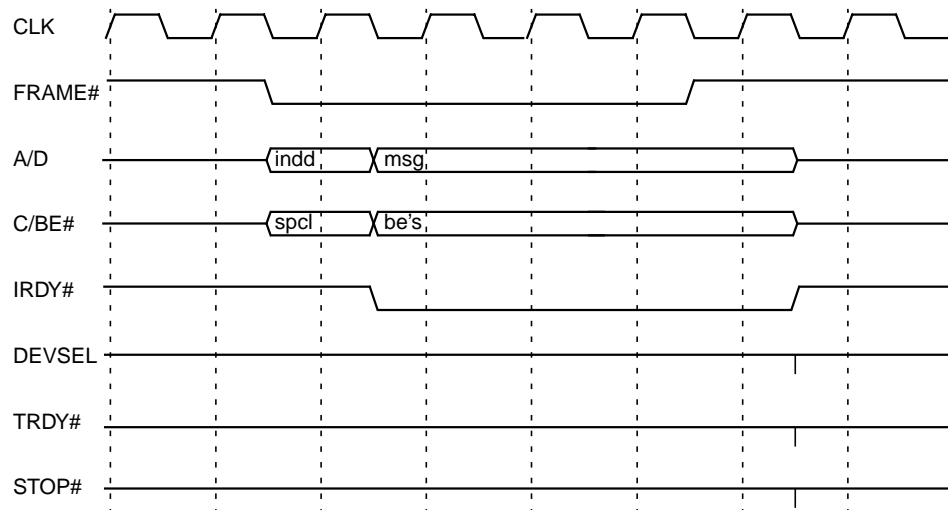 CLK
FRAME#
A/D indd msg
C/BE# spcl be's
IRDY#
DEVSEL
TRDY#
STOP#